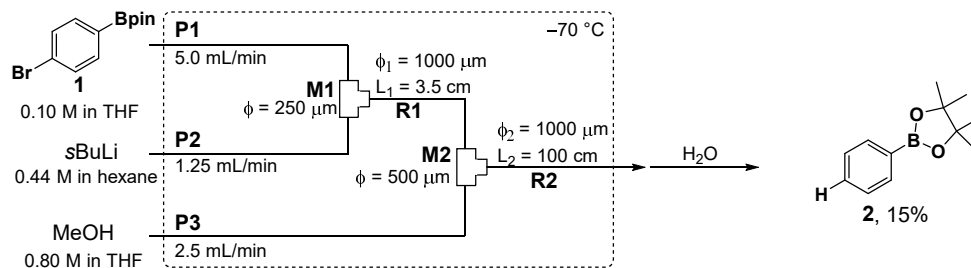 Bpin
Br
1
0.10 M in THF
P1
5.0 mL/min
−70 °C
ϕ1 = 1000 µm
M1
L1 = 3.5 cm
ϕ = 250 µm
R1
sBuLi
0.44 M in hexane
P2
1.25 mL/min
M2
ϕ = 500 µm
ϕ2 = 1000 µm
L2 = 100 cm
R2
H2O
MeOH
0.80 M in THF
P3
2.5 mL/min
O
B
O
H
2, 15%